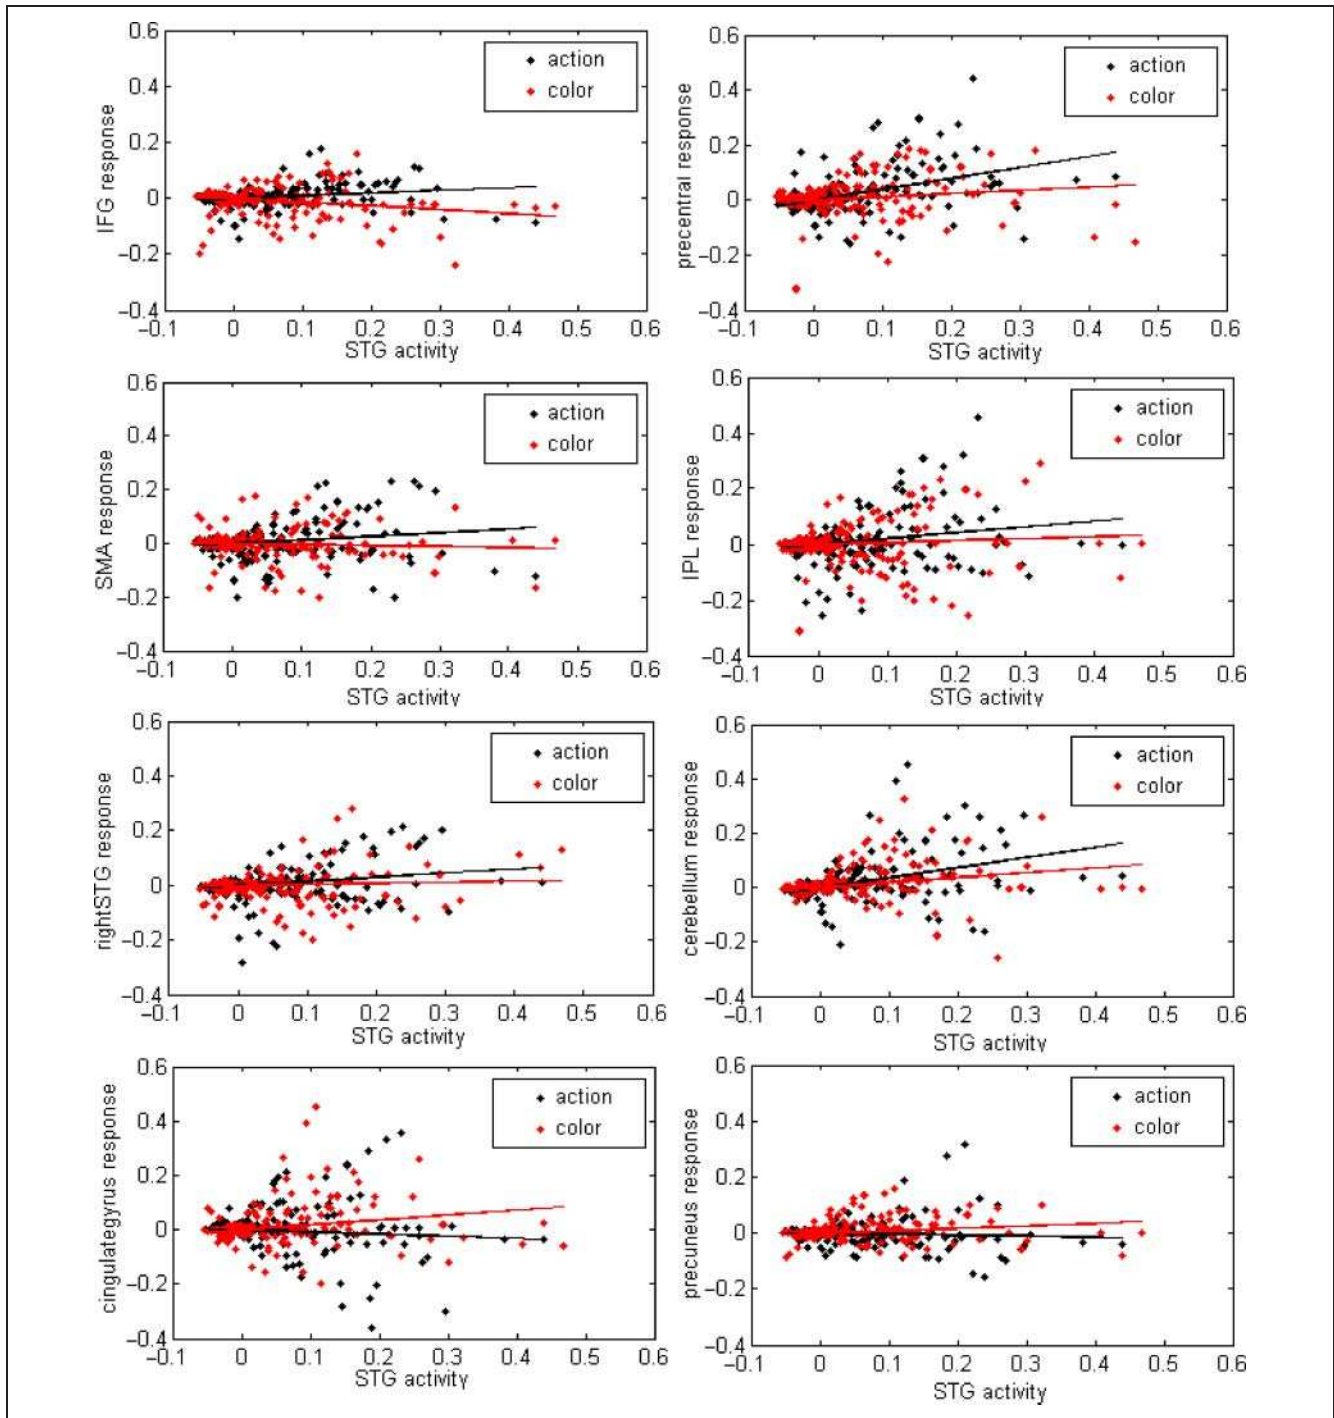 0.6
0.4
0.2
0
−0.2
−0.4
−0.1 0 0.1 0.2 0.3 0.4 0.5 0.6
IFG response
STG activity
action
color
0.6
0.4
0.2
0
−0.2
−0.4
−0.1 0 0.1 0.2 0.3 0.4 0.5 0.6
precentral response
STG activity
action
color
0.6
0.4
0.2
0
−0.2
−0.4
−0.1 0 0.1 0.2 0.3 0.4 0.5 0.6
SMA response
STG activity
action
color
0.6
0.4
0.2
0
−0.2
−0.4
−0.1 0 0.1 0.2 0.3 0.4 0.5 0.6
IPL response
STG activity
action
color
0.6
0.4
0.2
0
−0.2
−0.4
−0.1 0 0.1 0.2 0.3 0.4 0.5 0.6
rightSTG response
STG activity
action
color
0.6
0.4
0.2
0
−0.2
−0.4
−0.1 0 0.1 0.2 0.3 0.4 0.5 0.6
cerebellum response
STG activity
action
color
0.6
0.4
0.2
0
−0.2
−0.4
−0.1 0 0.1 0.2 0.3 0.4 0.5 0.6
cingulategyrus response
STG activity
action
color
0.6
0.4
0.2
0
−0.2
−0.4
−0.1 0 0.1 0.2 0.3 0.4 0.5 0.6
precuneus response
STG activity
action
color